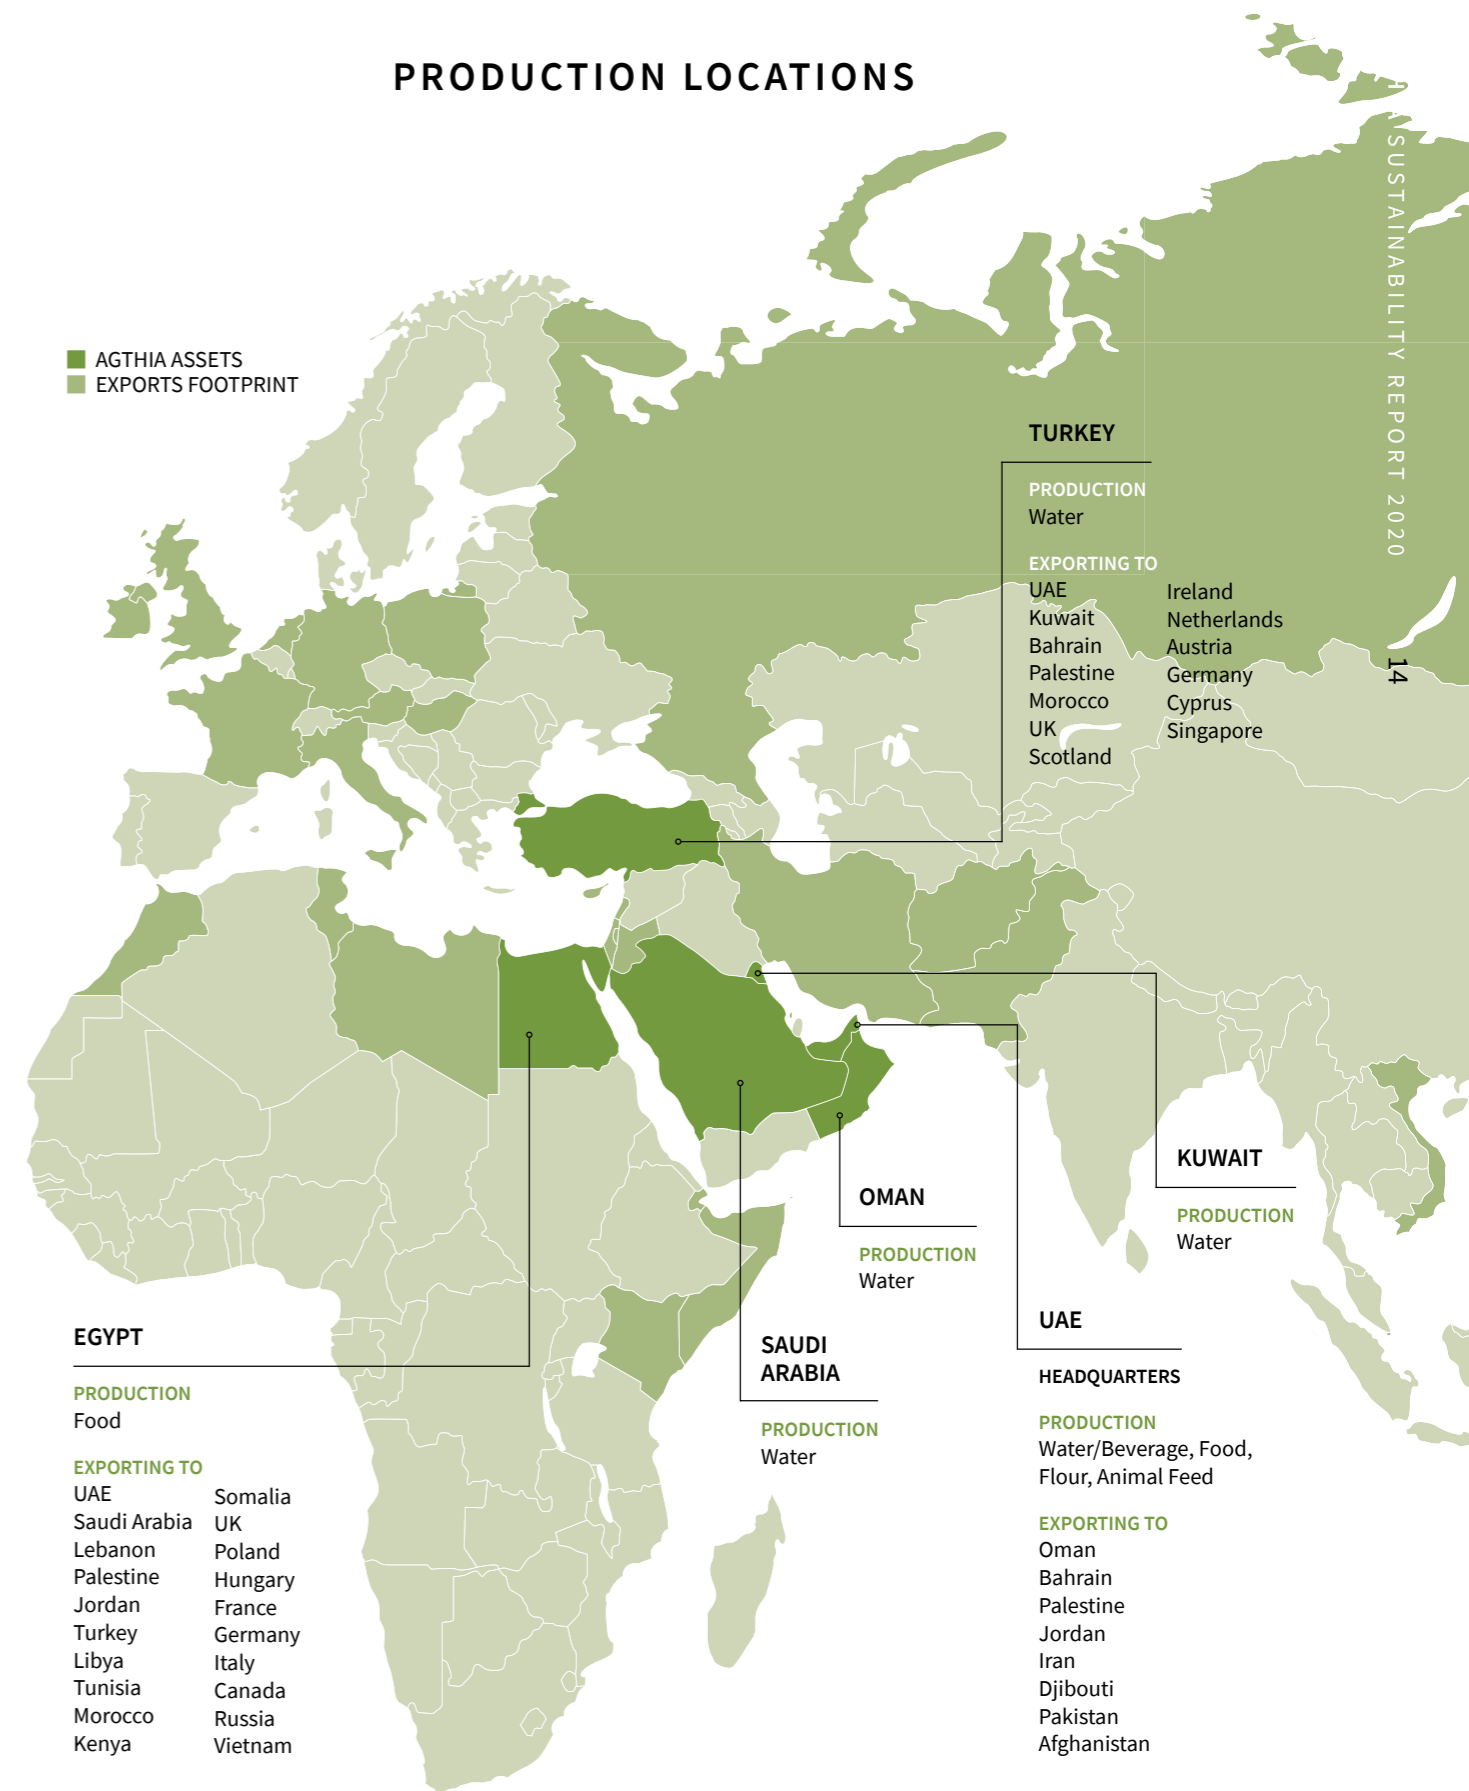 PRODUCTION LOCATIONS
AGTHIA ASSETS
EXPORTS FOOTPRINT
SUSTAINABILITY REPORT 2020
14
TURKEY
PRODUCTION
Water
EXPORTING TO
UAE
Kuwait
Bahrain
Palestine
Morocco
UK
Scotland
Ireland
Netherlands
Austria
Germany
Cyprus
Singapore
KUWAIT
PRODUCTION
Water
OMAN
PRODUCTION
Water
UAE
HEADQUARTERS
PRODUCTION
Water/Beverage, Food,
Flour, Animal Feed
EXPORTING TO
Oman
Bahrain
Palestine
Jordan
Iran
Djibouti
Pakistan
Afghanistan
SAUDI
ARABIA
PRODUCTION
Water
EGYPT
PRODUCTION
Food
EXPORTING TO
UAE
Saudi Arabia
Lebanon
Palestine
Jordan
Turkey
Libya
Tunisia
Morocco
Kenya
Somalia
UK
Poland
Hungary
France
Germany
Italy
Canada
Russia
Vietnam